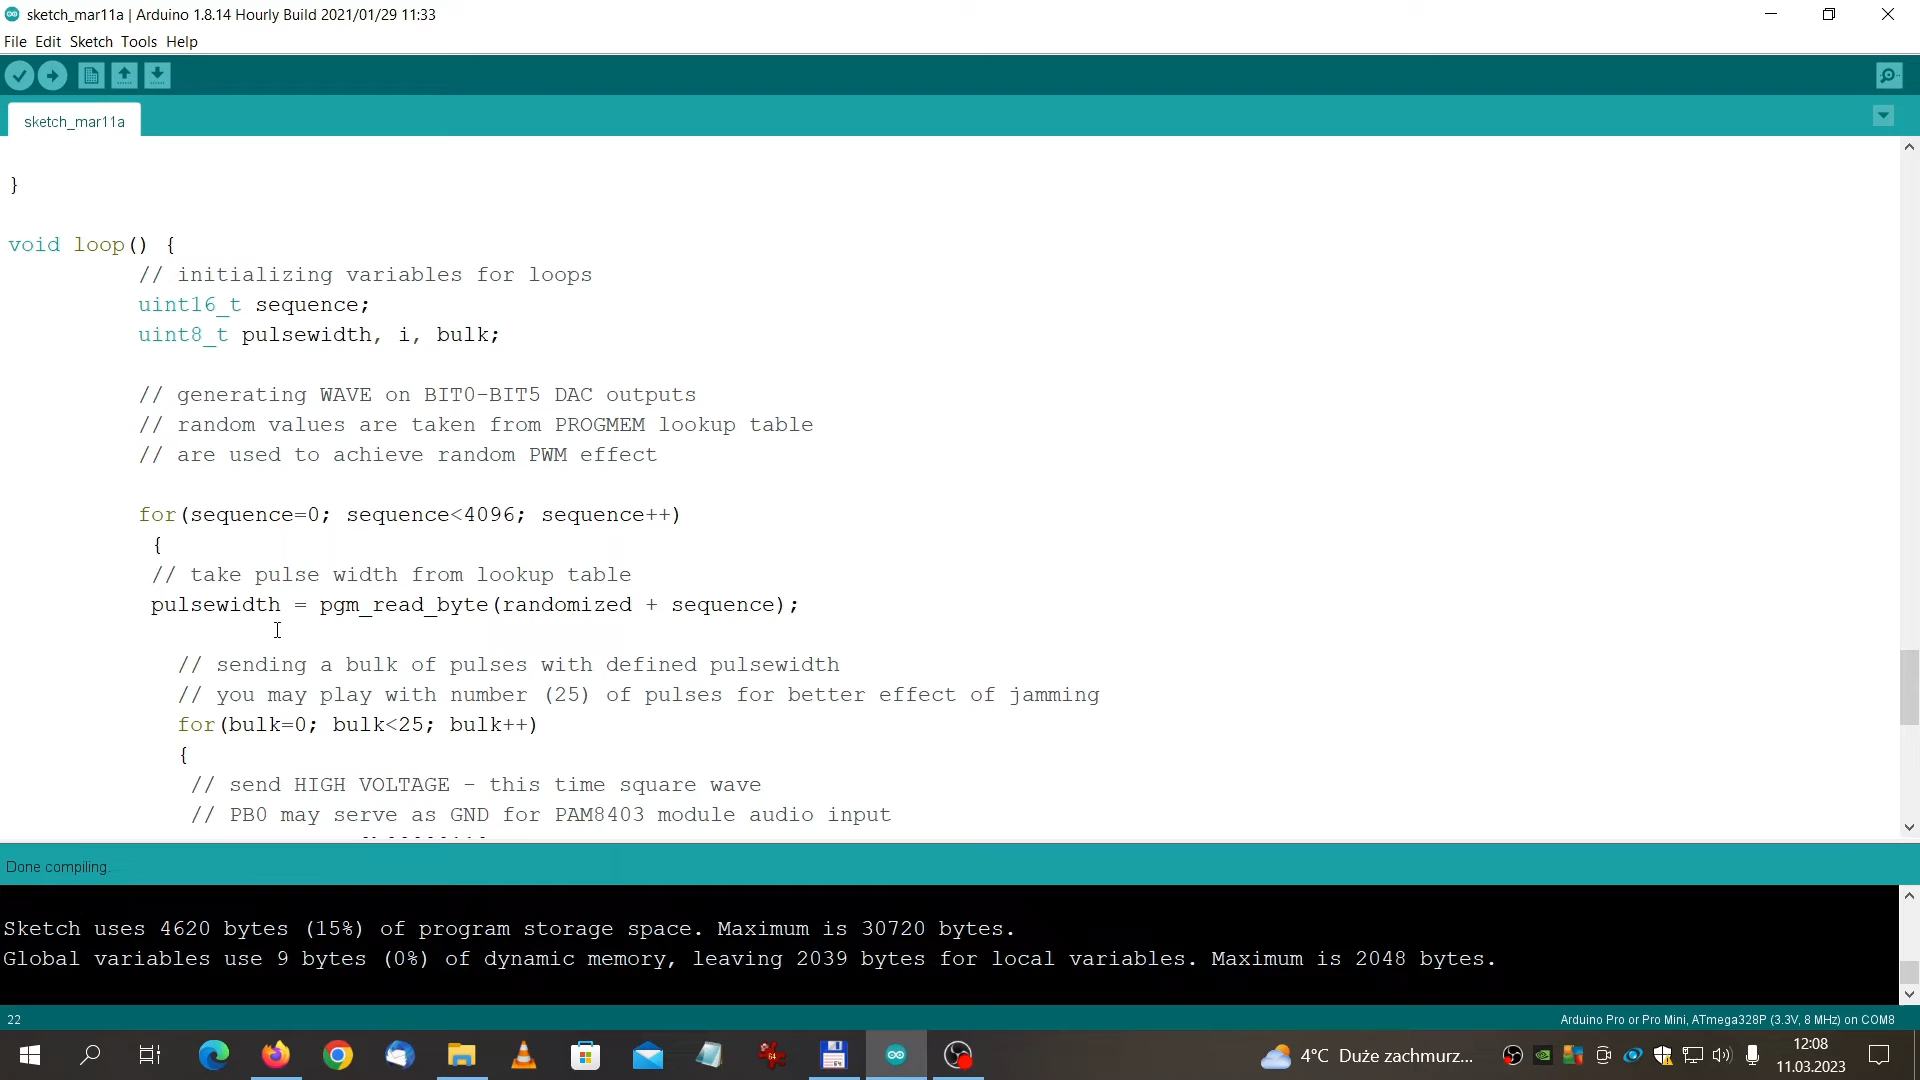 sketch_mar11a | Arduino 1.8.14 Hourly Build 2021/01/29 11:33
File Edit Sketch Tools Help
sketch_mar11a
}
void loop() {
// initializing variables for loops
uint16_t sequence;
uint8_t pulsewidth, i, bulk;
// generating WAVE on BIT0-BIT5 DAC outputs
// random values are taken from PROGMEM lookup table
// are used to achieve random PWM effect
for(sequence=0; sequence<4096; sequence++)
{
// take pulse width from lookup table
pulsewidth = pgm_read_byte(randomized + sequence);
// sending a bulk of pulses with defined pulsewidth
// you may play with number (25) of pulses for better effect of jamming
for(bulk=0; bulk<25; bulk++)
{
// send HIGH VOLTAGE - this time square wave
// PB0 may serve as GND for PAM8403 module audio input
Done compiling.
Sketch uses 4620 bytes (15%) of program storage space. Maximum is 30720 bytes.
Global variables use 9 bytes (0%) of dynamic memory, leaving 2039 bytes for local variables. Maximum is 2048 bytes.
22
Arduino Pro or Pro Mini, ATmega328P (3.3V, 8 MHz) on COM8
64
4°C Duże zachmurz...
12:08
11.03.2023